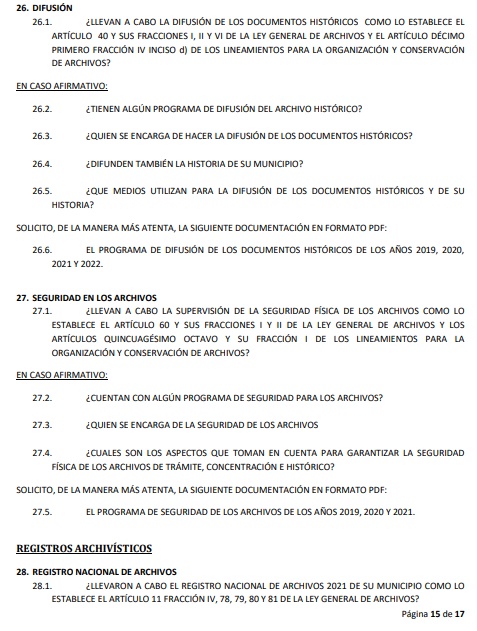 26. DIFUSIÓN
26.1. ¿LLEVAN A CABO LA DIFUSIÓN DE LOS DOCUMENTOS HISTÓRICOS COMO LO ESTABLECE EL
ARTÍCULO 40 Y SUS FRACCIONES I, II Y VI DE LA LEY GENERAL DE ARCHIVOS Y EL ARTÍCULO DÉCIMO
PRIMERO FRACCIÓN IV INCISO d) DE LOS LINEAMIENTOS PARA LA ORGANIZACIÓN Y CONSERVACIÓN
DE ARCHIVOS?
EN CASO AFIRMATIVO:
26.2. ¿TIENEN ALGÚN PROGRAMA DE DIFUSIÓN DEL ARCHIVO HISTÓRICO?
26.3. ¿QUIEN SE ENCARGA DE HACER LA DIFUSIÓN DE LOS DOCUMENTOS HISTÓRICOS?
26.4. ¿DIFUNDEN TAMBIÉN LA HISTORIA DE SU MUNICIPIO?
26.5. ¿QUE MEDIOS UTILIZAN PARA LA DIFUSIÓN DE LOS DOCUMENTOS HISTÓRICOS Y DE SU
HISTORIA?
SOLICITO, DE LA MANERA MÁS ATENTA, LA SIGUIENTE DOCUMENTACIÓN EN FORMATO PDF:
26.6. EL PROGRAMA DE DIFUSIÓN DE LOS DOCUMENTOS HISTÓRICOS DE LOS AÑOS 2019, 2020,
2021 Y 2022.
27. SEGURIDAD EN LOS ARCHIVOS
27.1. ¿LLEVAN A CABO LA SUPERVISIÓN DE LA SEGURIDAD FÍSICA DE LOS ARCHIVOS COMO LO
ESTABLECE EL ARTÍCULO 60 Y SUS FRACCIONES I Y II DE LA LEY GENERAL DE ARCHIVOS Y LOS
ARTÍCULOS QUINCUAGÉSIMO OCTAVO Y SU FRACCIÓN I DE LOS LINEAMIENTOS PARA LA
ORGANIZACIÓN Y CONSERVACIÓN DE ARCHIVOS?
EN CASO AFIRMATIVO:
27.2. ¿CUENTAN CON ALGÚN PROGRAMA DE SEGURIDAD PARA LOS ARCHIVOS?
27.3. ¿QUIEN SE ENCARGA DE LA SEGURIDAD DE LOS ARCHIVOS
27.4. ¿CUALES SON LOS ASPECTOS QUE TOMAN EN CUENTA PARA GARANTIZAR LA SEGURIDAD
FÍSICA DE LOS ARCHIVOS DE TRÁMITE, CONCENTRACIÓN E HISTÓRICO?
SOLICITO, DE LA MANERA MÁS ATENTA, LA SIGUIENTE DOCUMENTACIÓN EN FORMATO PDF:
27.5. EL PROGRAMA DE SEGURIDAD DE LOS ARCHIVOS DE LOS AÑOS 2019, 2020 Y 2021.
REGISTROS ARCHIVÍSTICOS
28. REGISTRO NACIONAL DE ARCHIVOS
28.1. ¿LLEVARON A CABO EL REGISTRO NACIONAL DE ARCHIVOS 2021 DE SU MUNICIPIO COMO LO
ESTABLECE EL ARTÍCULO 11 FRACCIÓN IV, 78, 79, 80 Y 81 DE LA LEY GENERAL DE ARCHIVOS?
Página 15 de 17